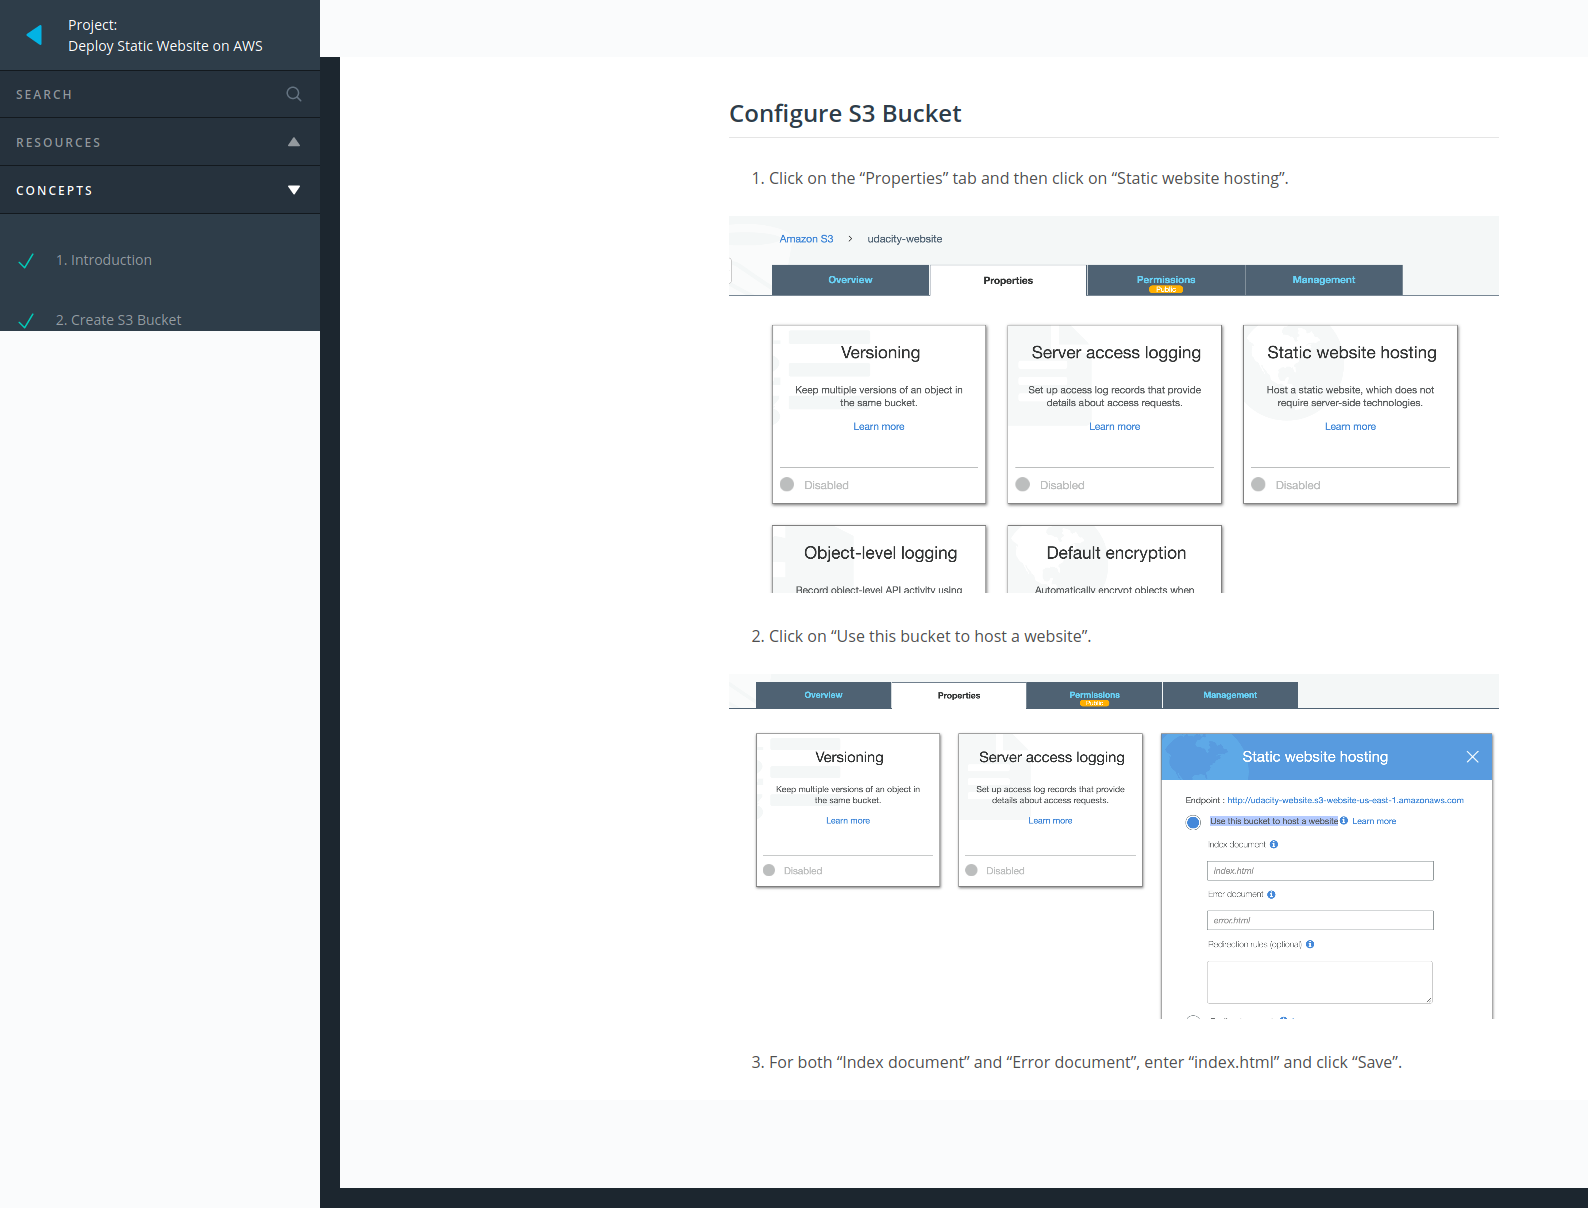 Project:
Deploy Static Website on AWS
SEARCH
RESOURCES
CONCEPTS
1. Introduction
2. Create S3 Bucket
Configure S3 Bucket
1. Click on the “Properties” tab and then click on “Static website hosting”.
Amazon S3 > udacity-website
Overview Properties Permissions Management
Public
Versioning
Keep multiple versions of an object in
the same bucket.
Learn more
Disabled
Server access logging
Set up access log records that provide
details about access requests.
Learn more
Disabled
Static website hosting
Host a static website, which does not
require server-side technologies.
Learn more
Disabled
Object-level logging
Record object-level API activity using
Default encryption
Automatically encrypt objects when
2. Click on “Use this bucket to host a website”.
Overview Properties Permissions Management
Public
Versioning
Keep multiple versions of an object in
the same bucket.
Learn more
Disabled
Server access logging
Set up access log records that provide
details about access requests.
Learn more
Disabled
Static website hosting
Endpoint : http://udacity-website.s3-website-us-east-1.amazonaws.com
Use this bucket to host a website Learn more
Index document
index.html
Error document
error.html
Redirection rules (optional)
3. For both “Index document” and “Error document”, enter “index.html” and click “Save”.